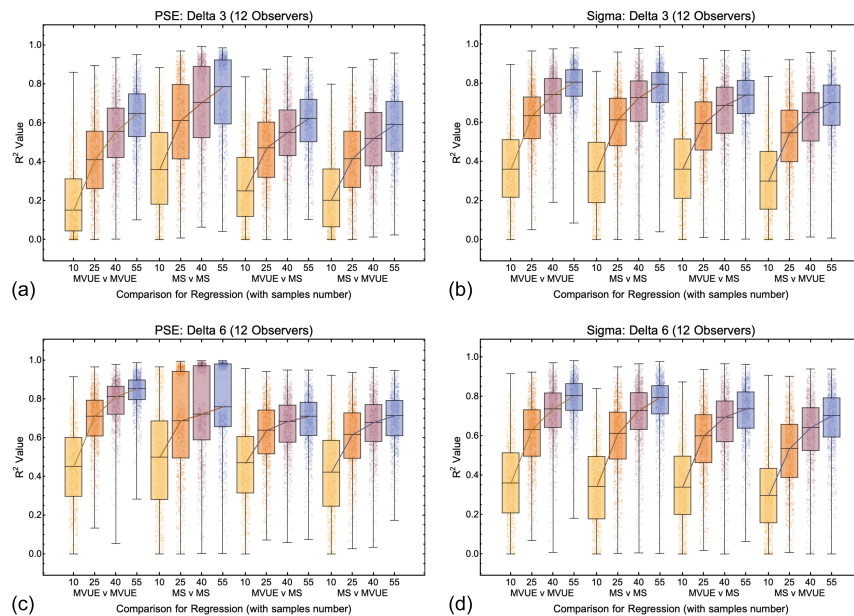 PSE: Delta 3 (12 Observers)
1.0
0.8
0.6
0.4
0.2
0.0
R² Value
10 25 40 55 10 25 40 55 10 25 40 55 10 25 40 55
MVUE v MVUE MS v MS MVUE v MS MS v MVUE
Comparison for Regression (with samples number)
(a)
Sigma: Delta 3 (12 Observers)
1.0
0.8
0.6
0.4
0.2
0.0
R² Value
10 25 40 55 10 25 40 55 10 25 40 55 10 25 40 55
MVUE v MVUE MS v MS MVUE v MS MS v MVUE
Comparison for Regression (with samples number)
(b)
PSE: Delta 6 (12 Observers)
1.0
0.8
0.6
0.4
0.2
0.0
R² Value
10 25 40 55 10 25 40 55 10 25 40 55 10 25 40 55
MVUE v MVUE MS v MS MVUE v MS MS v MVUE
Comparison for Regression (with samples number)
(c)
Sigma: Delta 6 (12 Observers)
1.0
0.8
0.6
0.4
0.2
0.0
R² Value
10 25 40 55 10 25 40 55 10 25 40 55 10 25 40 55
MVUE v MVUE MS v MS MVUE v MS MS v MVUE
Comparison for Regression (with samples number)
(d)